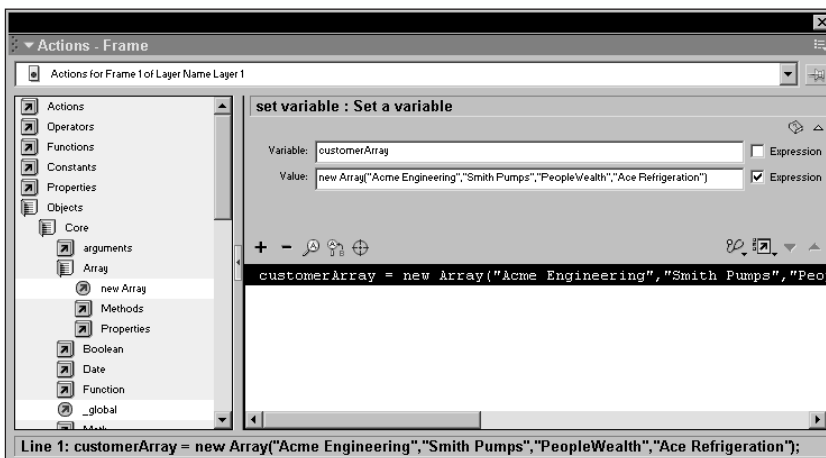 Actions - Frame
Actions for Frame 1 of Layer Name Layer 1
Actions
Operators
Functions
Constants
Properties
Objects
Core
arguments
Array
new Array
Methods
Properties
Boolean
Date
Function
_global
Math
set variable : Set a variable
Variable: customerArray Expression
Value: new Array("Acme Engineering","Smith Pumps","PeopleWealth","Ace Refrigeration") Expression
customerArray = new Array("Acme Engineering","Smith Pumps","Peo
Line 1: customerArray = new Array("Acme Engineering","Smith Pumps","PeopleWealth","Ace Refrigeration");